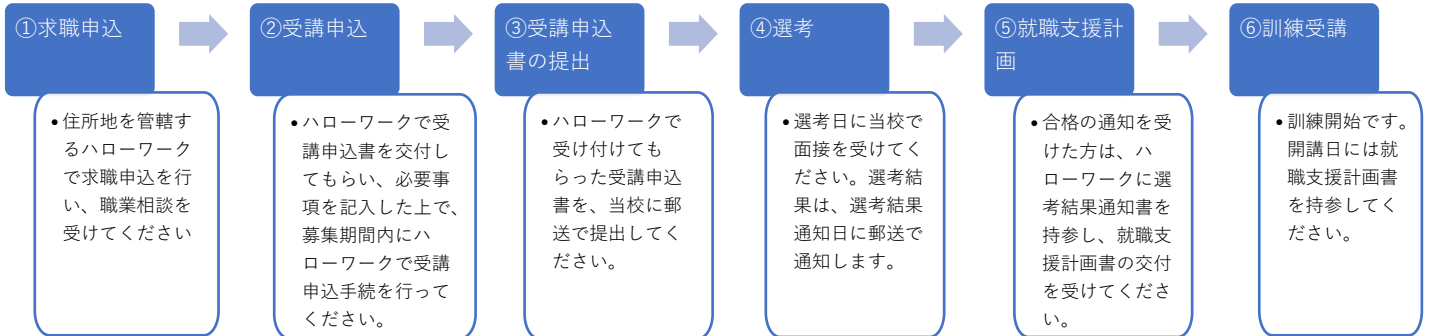 ①求職申込
• 住所地を管轄す
るハローワーク
で求職申込を行
い、職業相談を
受けてください
②受講申込
• ハローワークで受
講申込書を交付し
てもらい、必要事
項を記入した上で、
募集期間内にハ
ローワークで受講
申込手続を行って
ください。
③受講申込
書の提出
• ハローワークで
受け付けても
らった受講申込
書を、当校に郵
送で提出してく
ださい。
④選考
• 選考日に当校で
面接を受けてく
ださい。選考結
果は、選考結果
通知日に郵送で
通知します。
⑤就職支援計
画
• 合格の通知を受
けた方は、ハ
ローワークに選
考結果通知書を
持参し、就職支
援計画書の交付
を受けてくださ
い。
⑥訓練受講
• 訓練開始です。
開講日には就
職支援計画書
を持参してく
ださい。